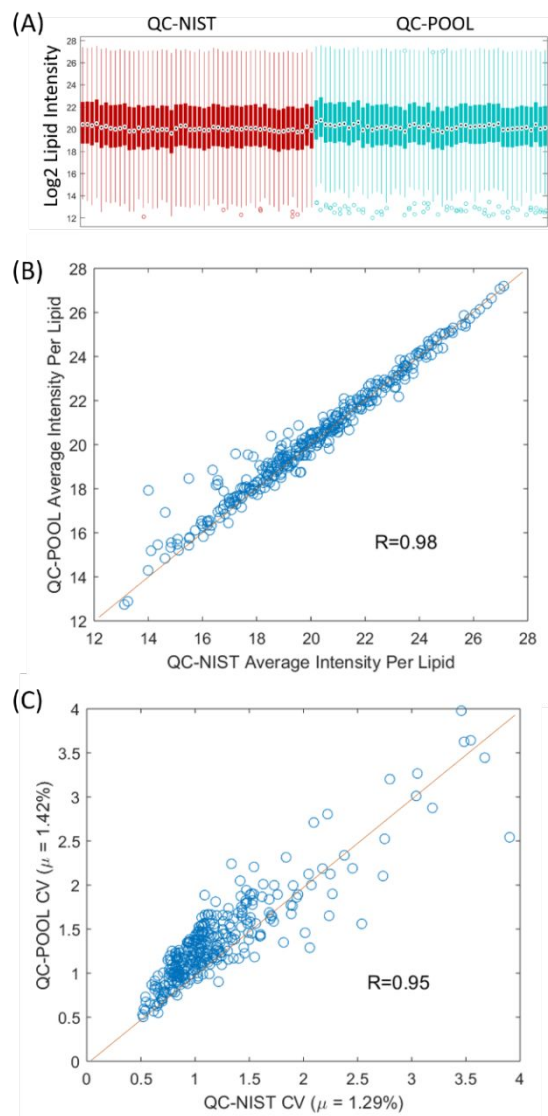 (A)
QC-NIST QC-POOL
Log2 Lipid Intensity
28
26
24
22
20
18
16
14
12
(B)
QC-POOL Average Intensity Per Lipid
28
26
24
22
20
18
16
14
12
R=0.98
12 14 16 18 20 22 24 26 28
QC-NIST Average Intensity Per Lipid
(C)
QC-POOL CV (μ = 1.42%)
4
3.5
3
2.5
2
1.5
1
0.5
0
R=0.95
0 0.5 1 1.5 2 2.5 3 3.5 4
QC-NIST CV (μ = 1.29%)